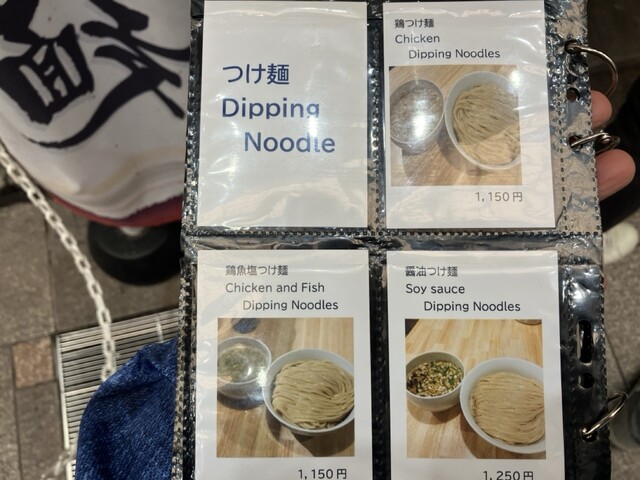 つけ麺
Dipping
Noodle
鶏つけ麺
Chicken
Dipping Noodles
1,150円
鶏魚塩つけ麺
Chicken and Fish
Dipping Noodles
1,150円
醤油つけ麺
Soy sauce
Dipping Noodles
1,250円